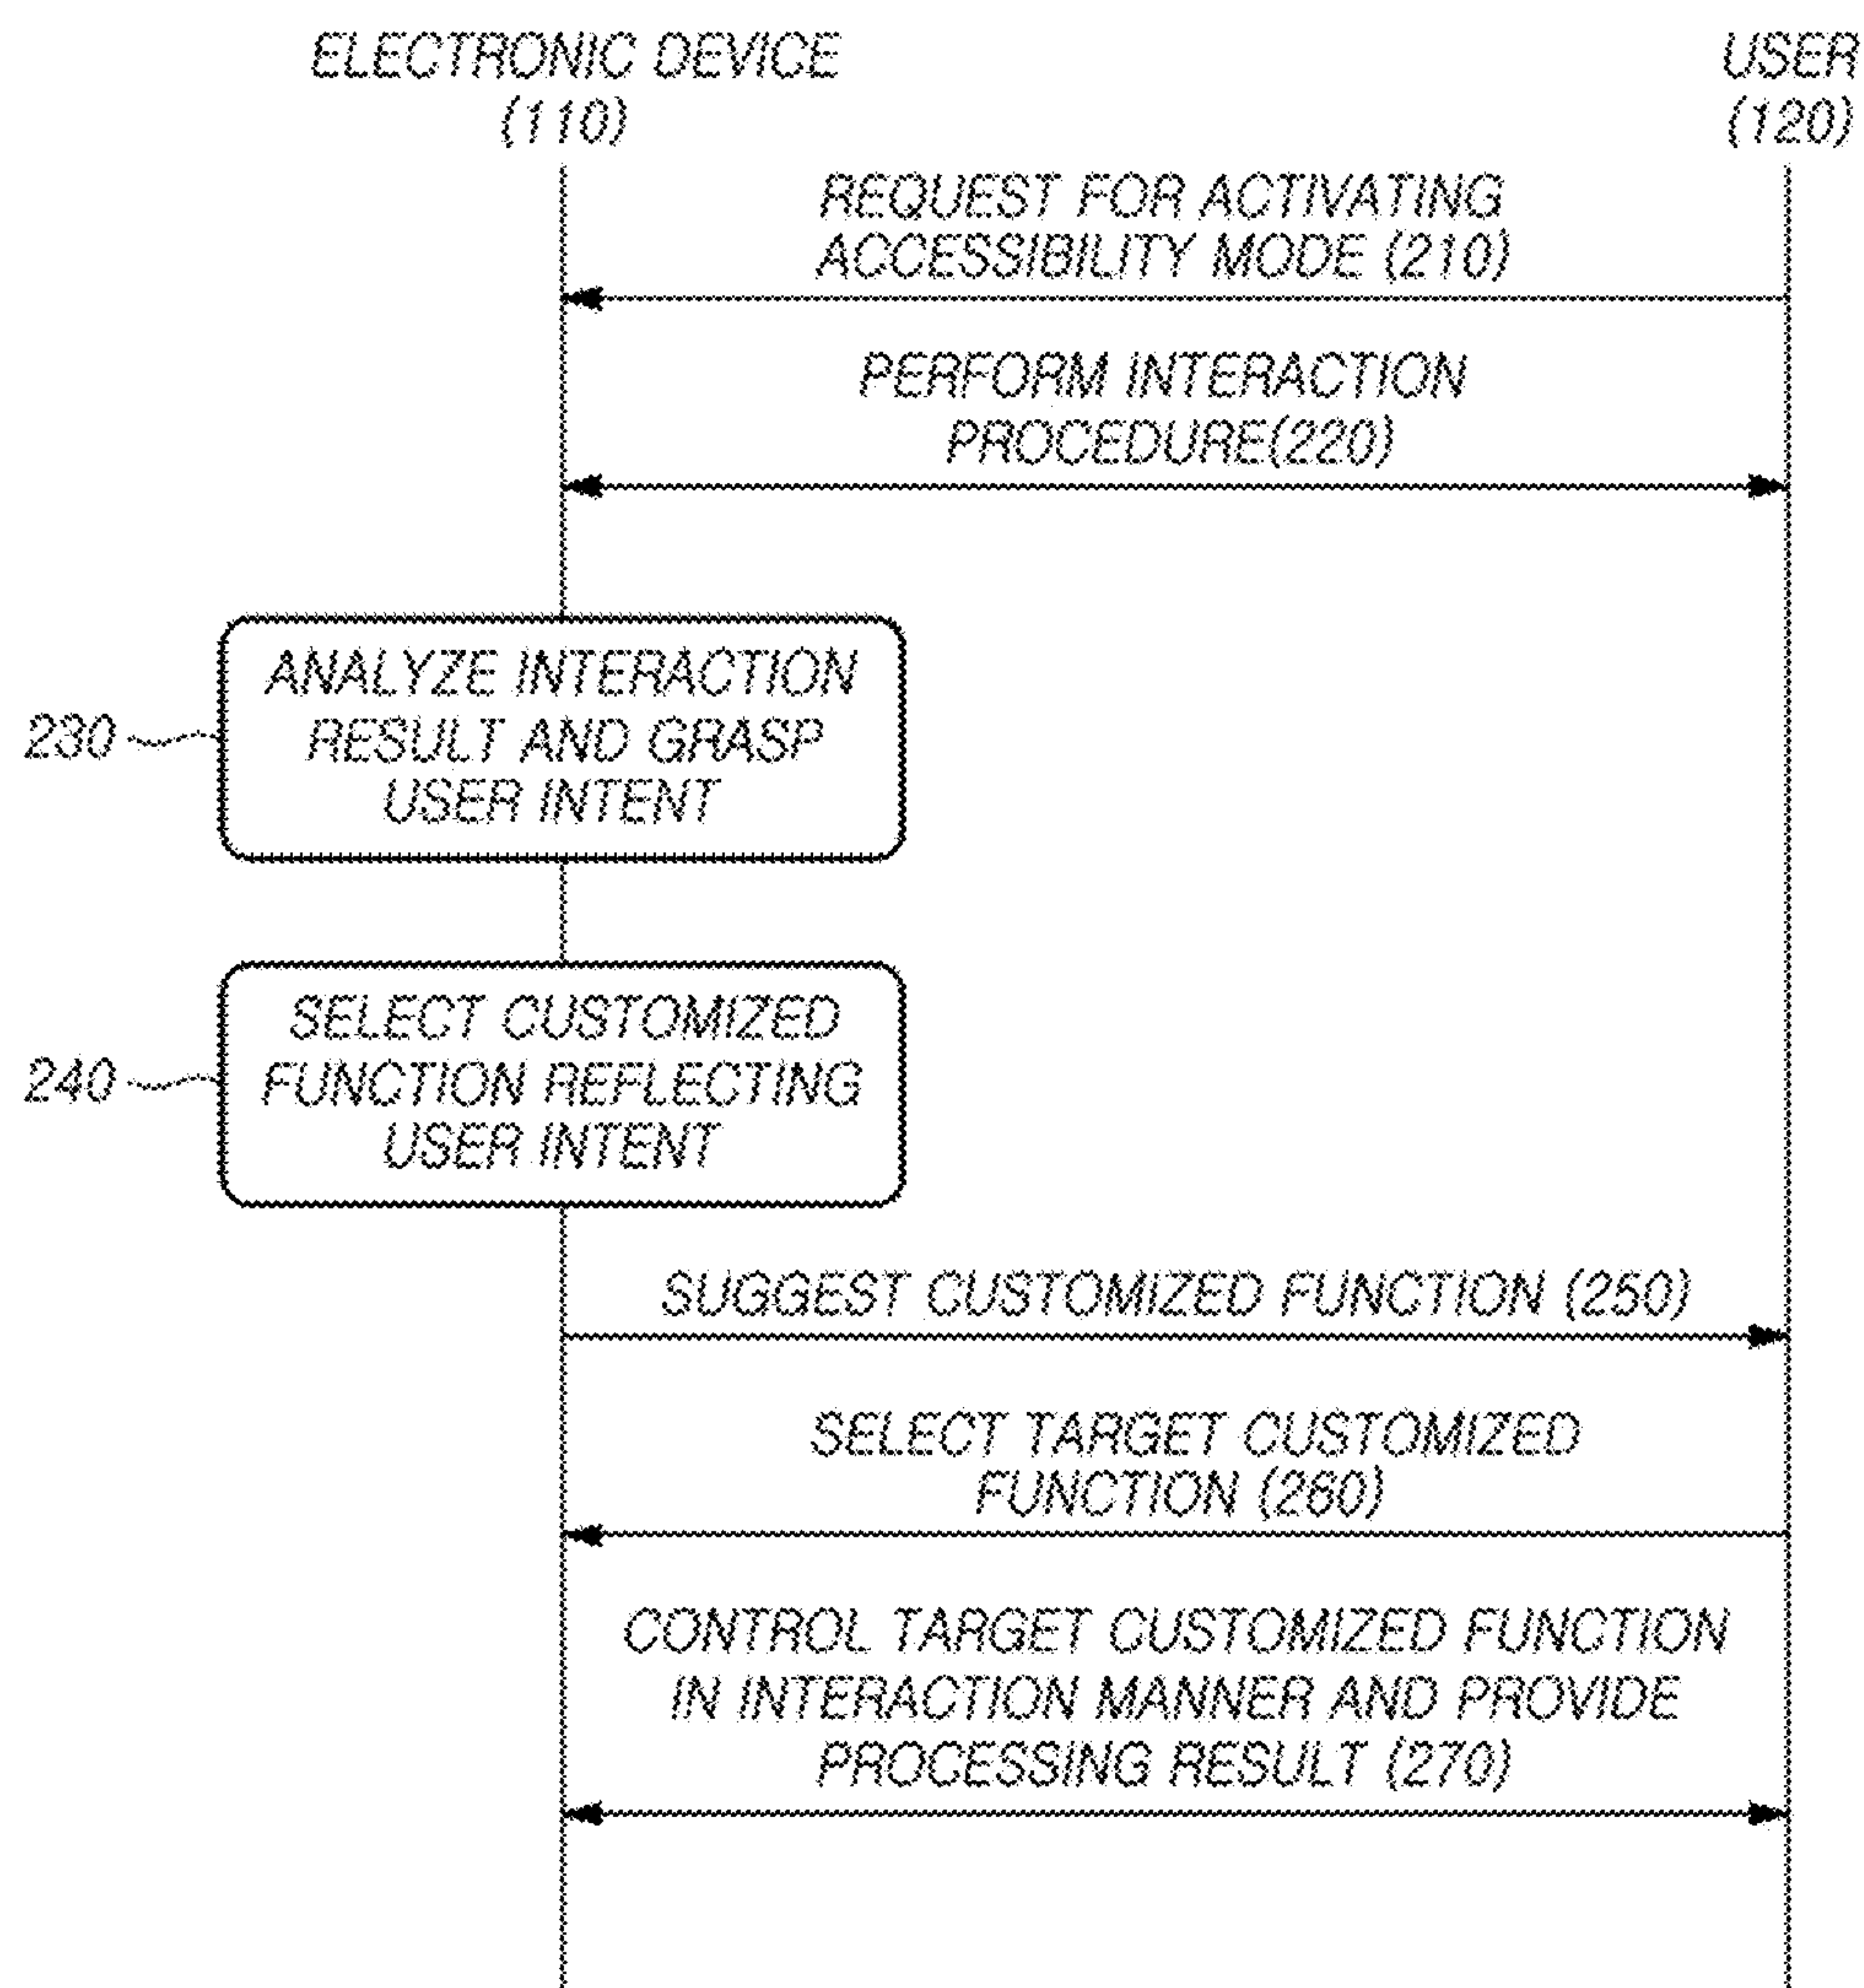 ELECTRONIC DEVICE
(110)
USER
(120)
REQUEST FOR ACTIVATING
ACCESSIBILITY MODE (210)
PERFORM INTERACTION
PROCEDURE(220)
230
ANALYZE INTERACTION
RESULT AND GRASP
USER INTENT
240
SELECT CUSTOMIZED
FUNCTION REFLECTING
USER INTENT
SUGGEST CUSTOMIZED FUNCTION (250)
SELECT TARGET CUSTOMIZED
FUNCTION (260)
CONTROL TARGET CUSTOMIZED FUNCTION
IN INTERACTION MANNER AND PROVIDE
PROCESSING RESULT (270)